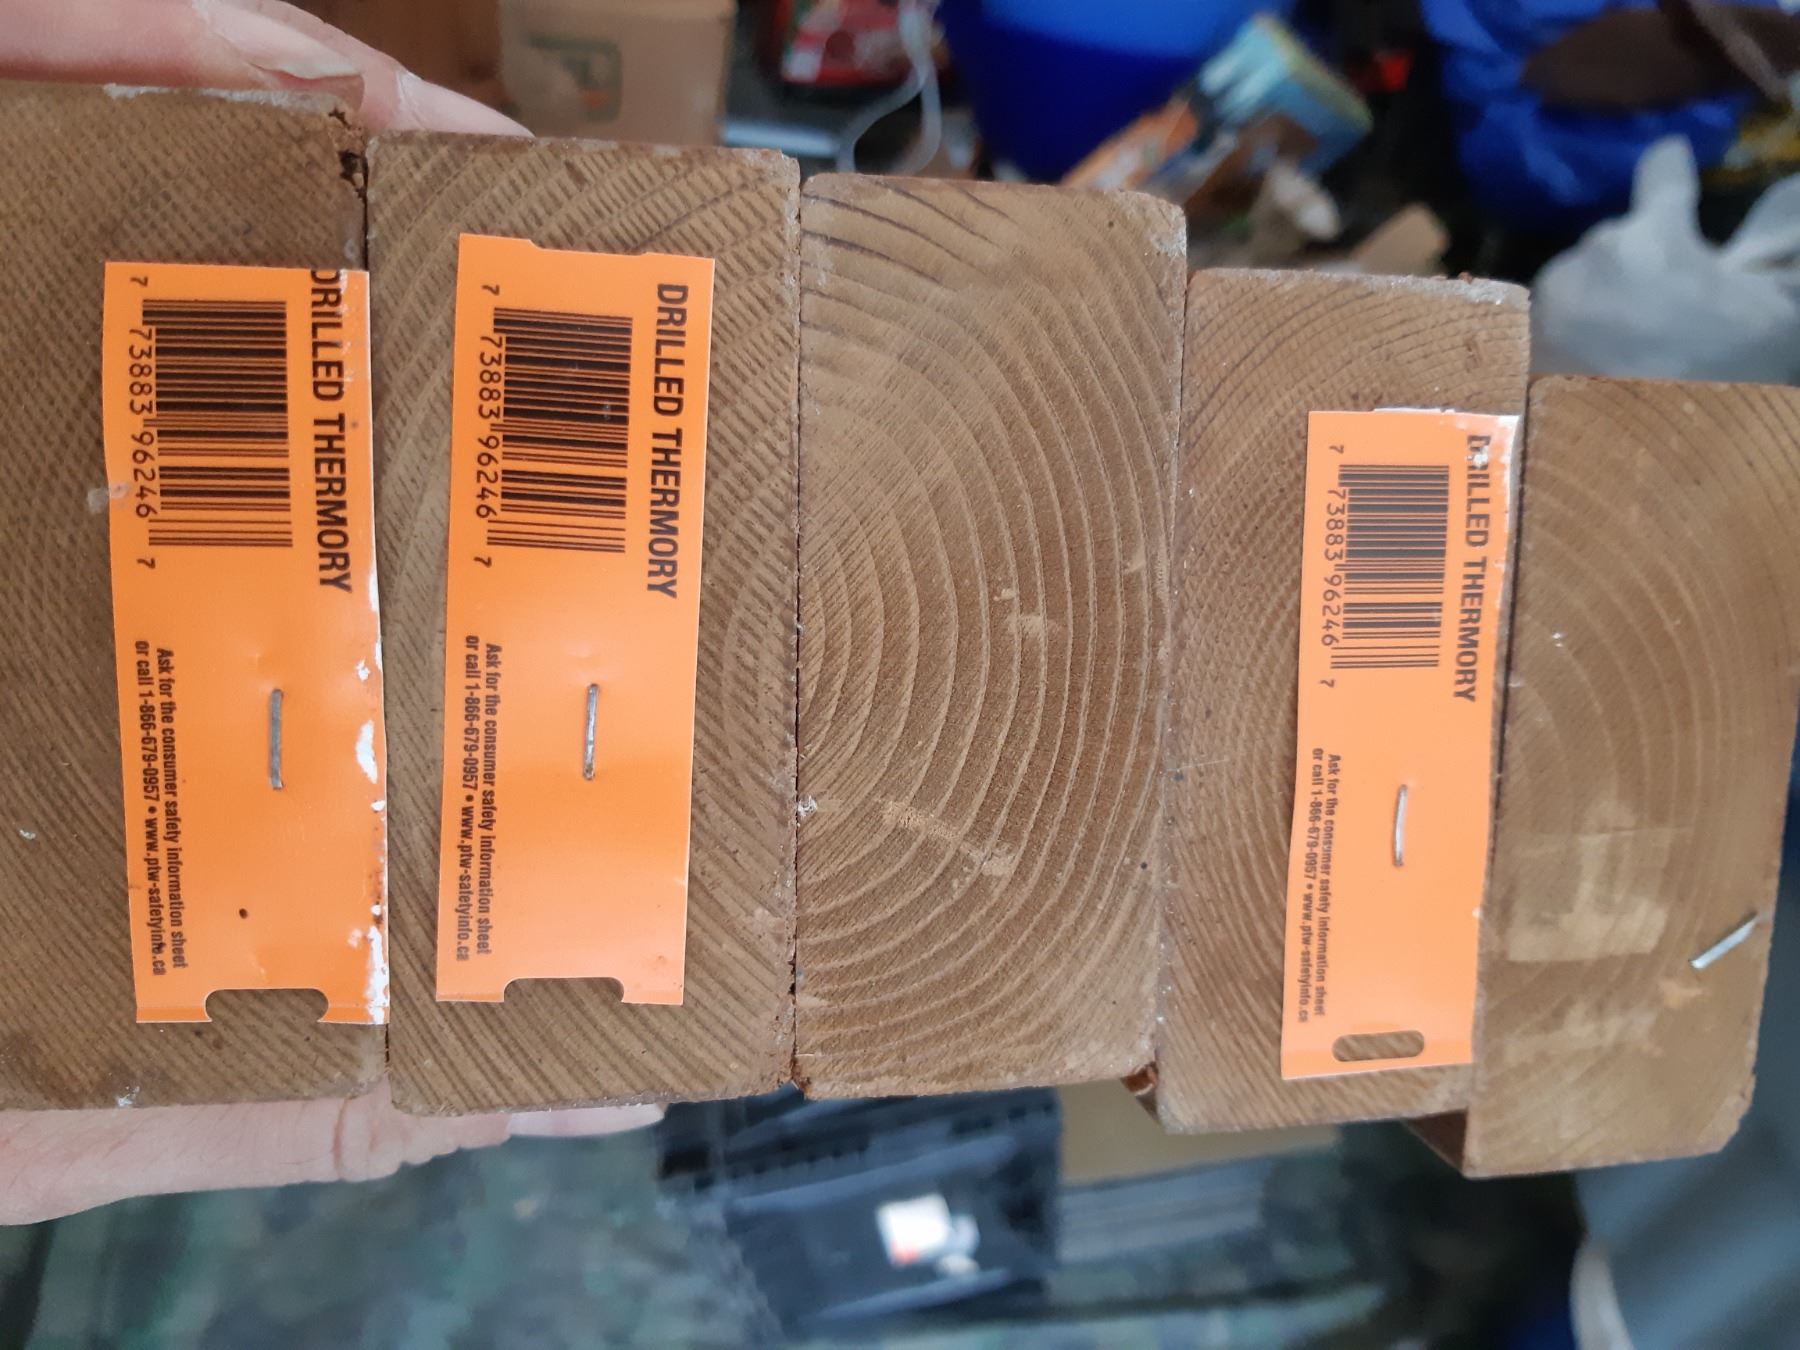 DRILLED THERMORY
7 73883 96246 7
Ask for the consumer safety information sheet
or call 1-866-679-0957 • www.ptw-safetyinfo.ca
DRILLED THERMORY
7 73883 96246 7
Ask for the consumer safety information sheet
or call 1-866-679-0957 • www.ptw-safetyinfo.ca
DRILLED THERMORY
7 73883 96246 7
Ask for the consumer safety information sheet
or call 1-866-679-0957 • www.ptw-safetyinfo.ca